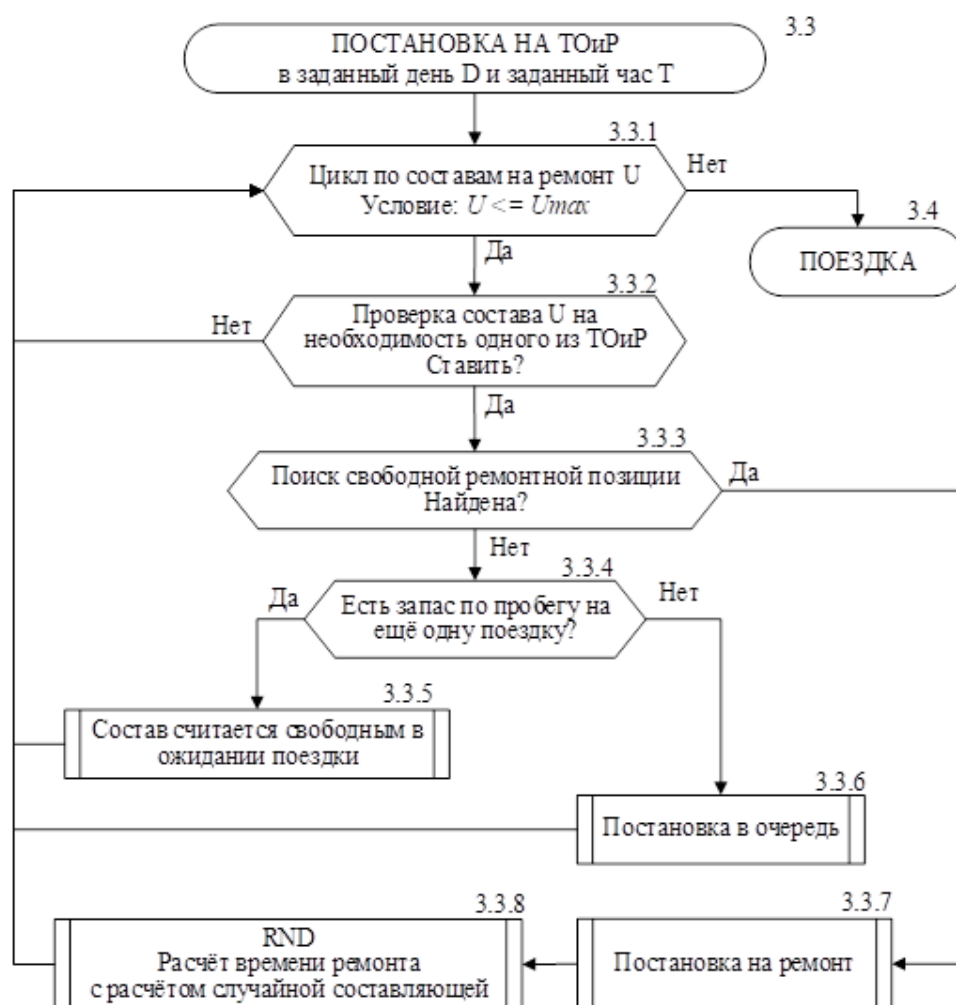 3.3
ПОСТАНОВКА НА ТОиР
в заданный день D и заданный час Т
3.3.1
Цикл по составам на ремонт U
Условие: U <= Umax
Нет
3.4
ПОЕЗДКА
Да
3.3.2
Проверка состава U на
необходимость одного из ТОиР
Ставить?
Нет
Да
3.3.3
Поиск свободной ремонтной позиции
Найдена?
Да
Нет
3.3.4
Есть запас по пробегу на
ещё одну поездку?
Да
Нет
3.3.5
Состав считается свободным в
ожидании поездки
3.3.6
Постановка в очередь
3.3.8
RND
Расчёт времени ремонта
с расчётом случайной составляющей
3.3.7
Постановка на ремонт